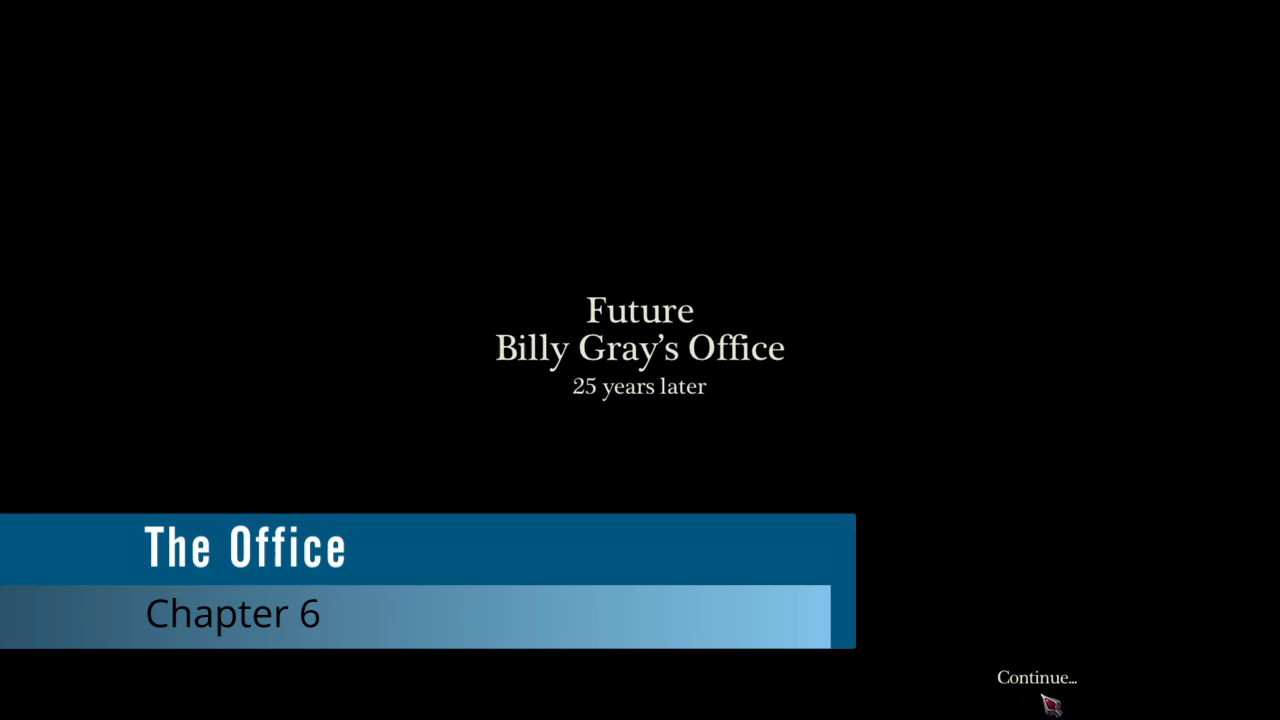 Future
Billy Gray’s Office
25 years later
The Office
Chapter 6
Continue...